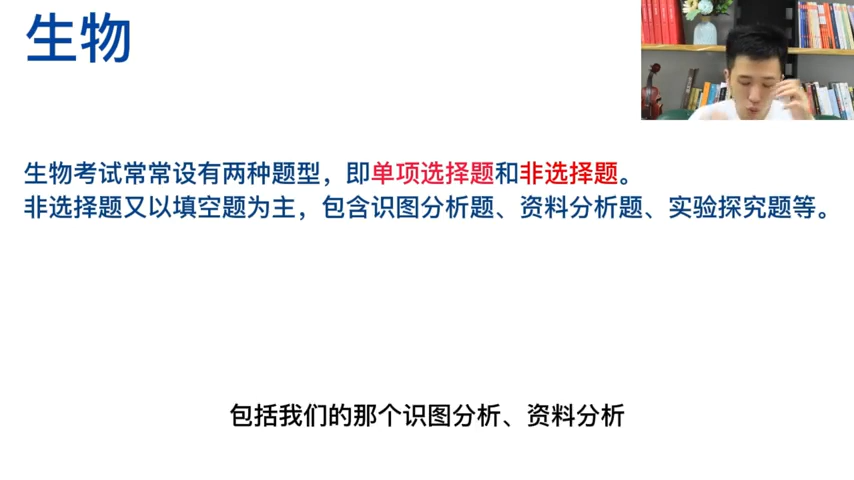 生物
生物考试常常设有两种题型，即单项选择题和非选择题。
非选择题又以填空题为主，包含识图分析题、资料分析题、实验探究题等。
包括我们的那个识图分析、资料分析